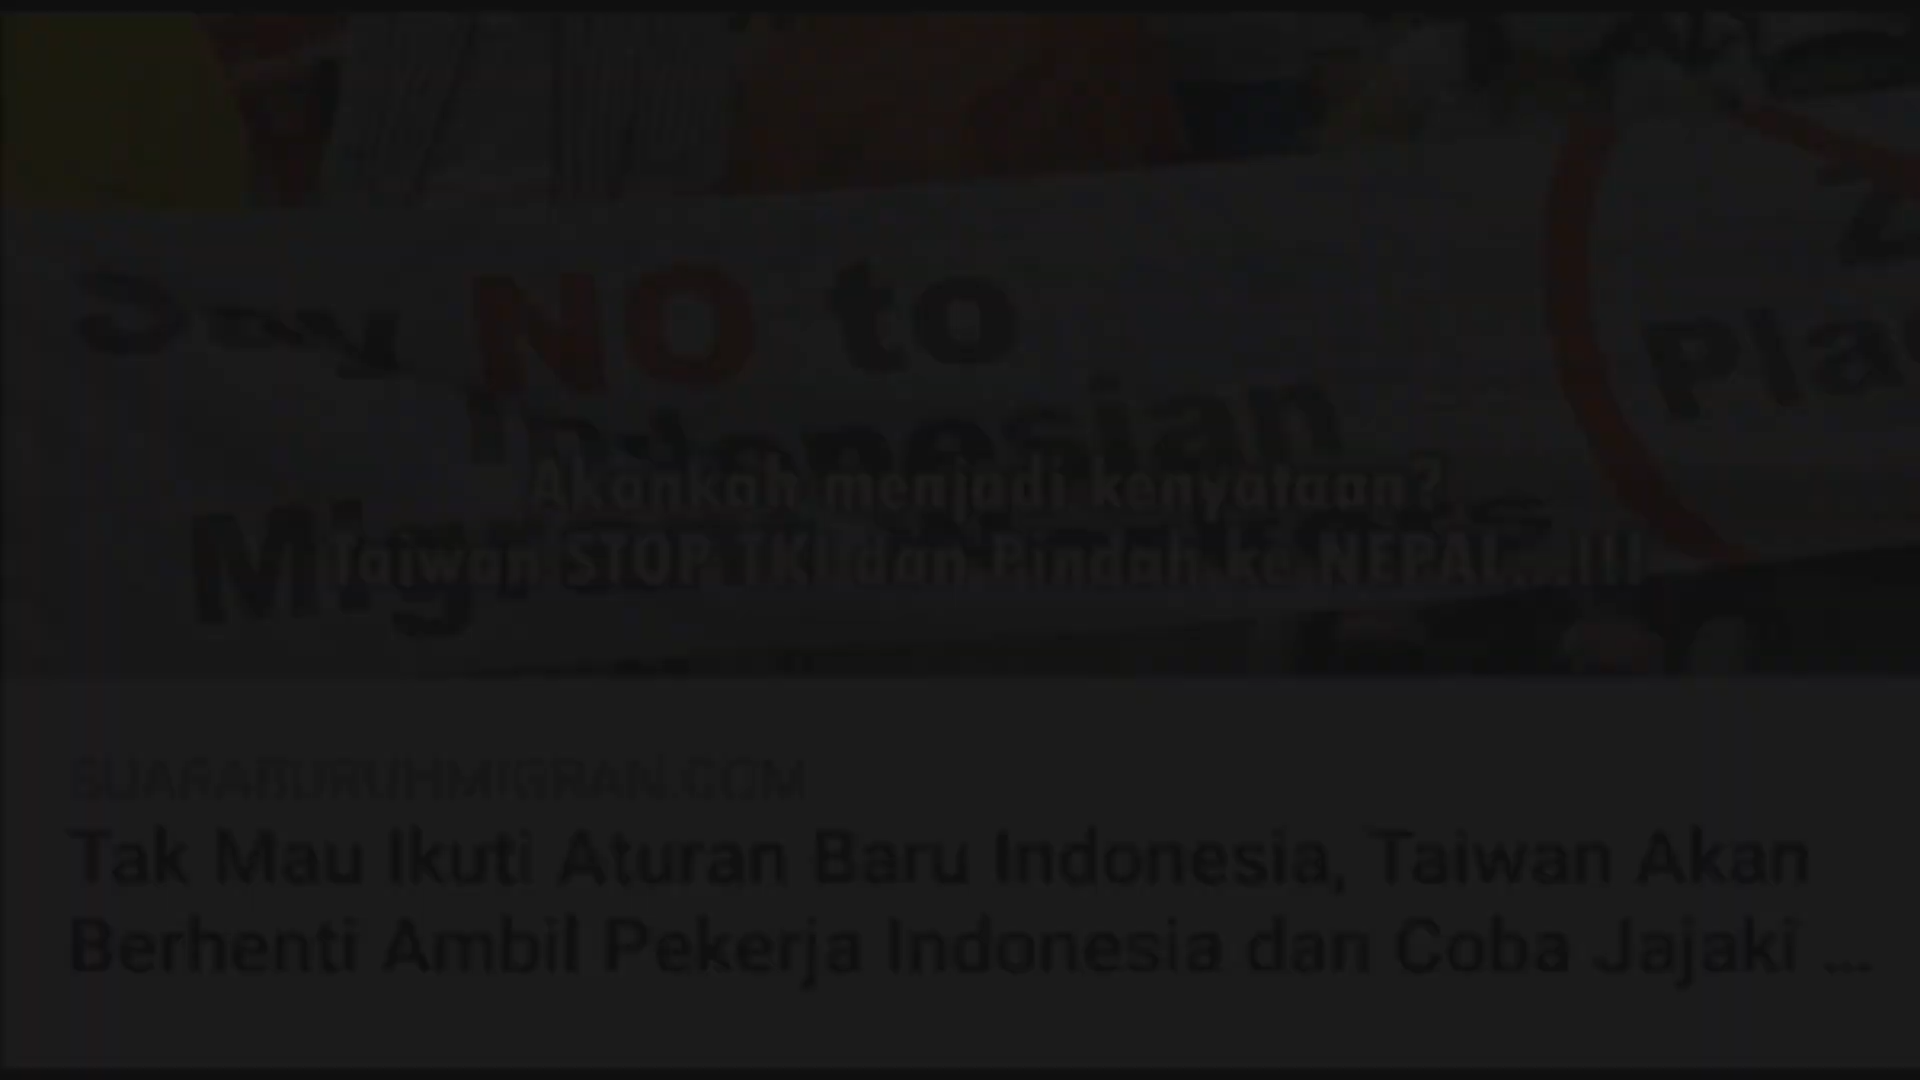 Say NO to
Indonesian
Akankah menjadi kenyataan?
Taiwan STOP TKI dan Pindah ke NEPAL...!!!
Plac
SUARABURUHMIGRAN.COM
Tak Mau Ikuti Aturan Baru Indonesia, Taiwan Akan
Berhenti Ambil Pekerja Indonesia dan Coba Jajaki ...